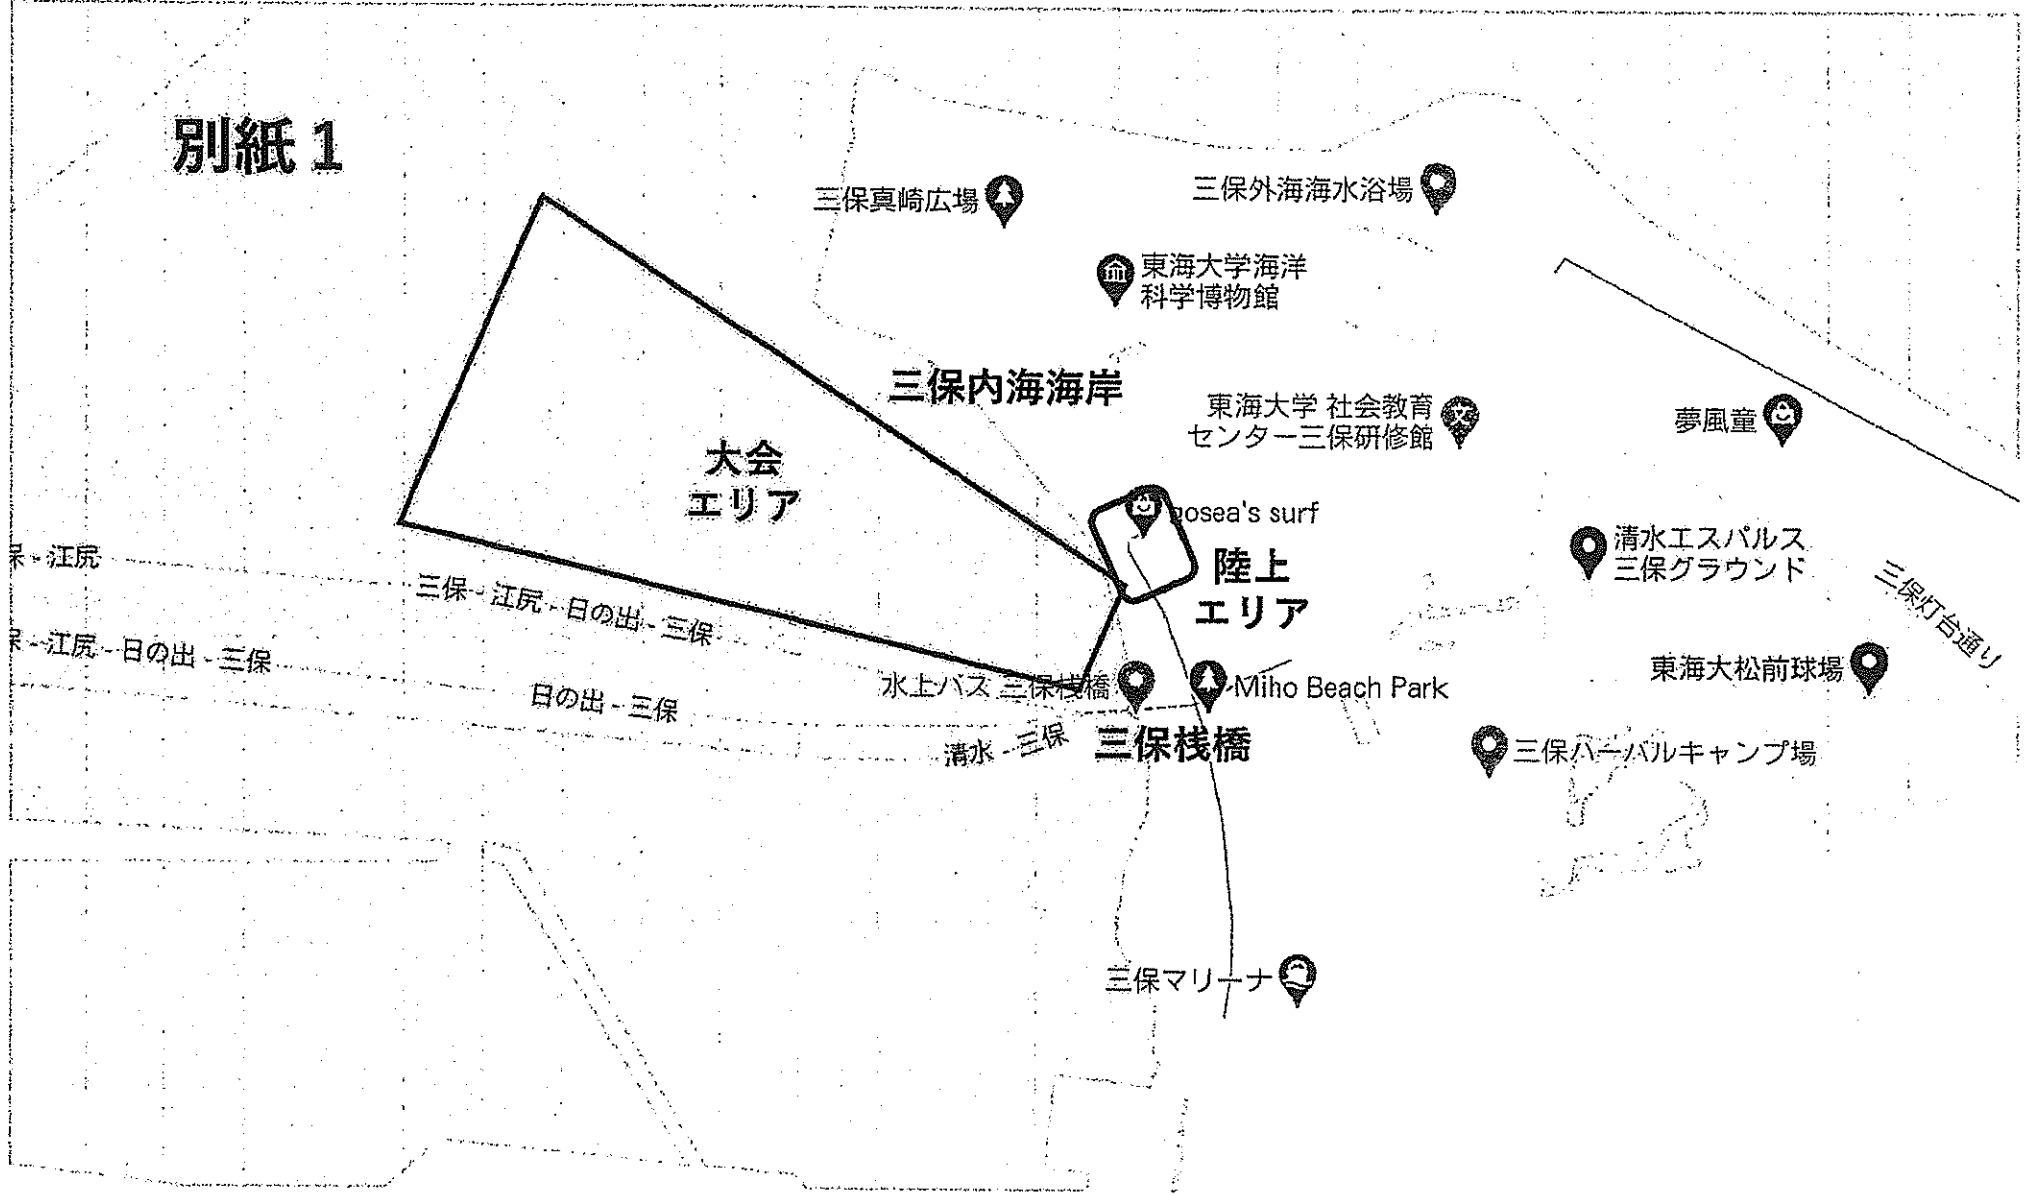 別紙1
三保真崎広場
三保外海海水浴場
東海大学海洋
科学博物館
三保内海海岸
東海大学 社会教育
センター三保研修館
夢風童
大会
エリア
gosea's surf
陸上
エリア
清水エスパルス
三保グラウンド
三保灯台通り
保 - 江尻
三保 - 江尻 - 日の出 - 三保
保 - 江尻 - 日の出 - 三保
日の出 - 三保
水上バス 三保桟橋
Miho Beach Park
東海大松前球場
清水 - 三保
三保桟橋
三保ハーバルキャンプ場
三保マリーナ